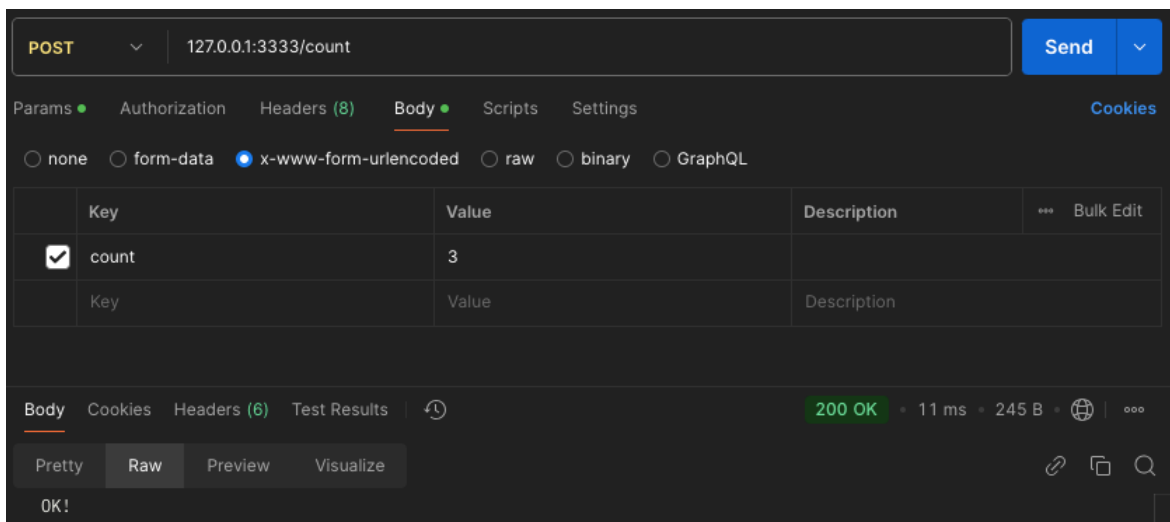 POST 127.0.0.1:3333/count Send
Params Authorization Headers (8) Body Scripts Settings Cookies
none form-data x-www-form-urlencoded raw binary GraphQL
Key Value Description Bulk Edit
count 3
Key Value Description
Body Cookies Headers (6) Test Results 200 OK 11 ms 245 B
Pretty Raw Preview Visualize
OK!